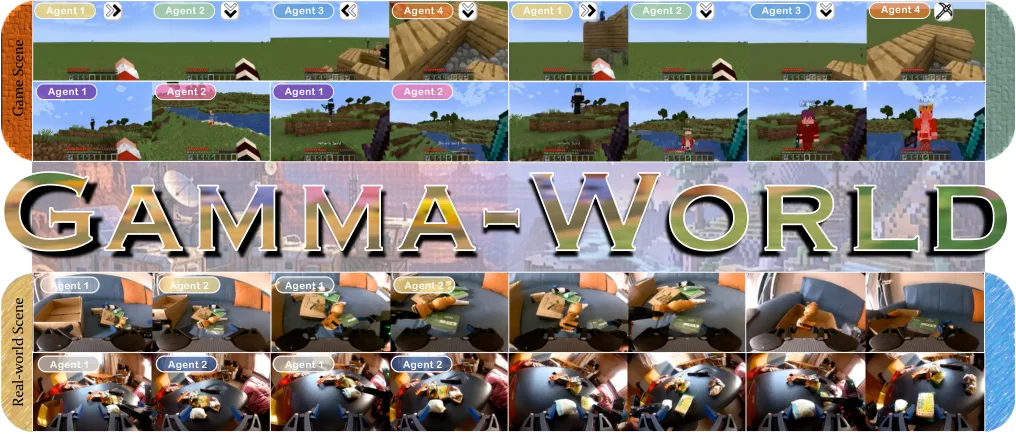 Game Scene
Agent 1 Agent 2 Agent 3 Agent 4 Agent 1 Agent 2 Agent 3 Agent 4
Agent 1 Agent 2 Agent 1 Agent 2
GAMMA-WORLD
Real-world Scene
Agent 1 Agent 2 Agent 1 Agent 2
Agent 1 Agent 2 Agent 1 Agent 2